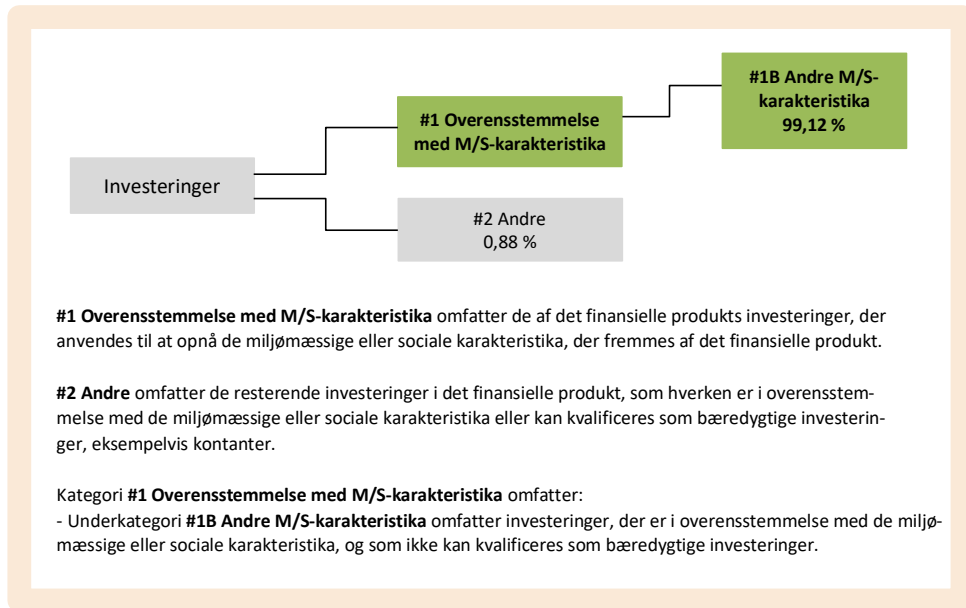 #1B Andre M/S-
karakteristika
99,12 %
#1 Overensstemmelse
med M/S-karakteristika
Investeringer
#2 Andre
0,88 %
#1 Overensstemmelse med M/S-karakteristika omfatter de af det finansielle produkts investeringer, der
anvendes til at opnå de miljømæssige eller sociale karakteristika, der fremmes af det finansielle produkt.
#2 Andre omfatter de resterende investeringer i det finansielle produkt, som hverken er i overensstem-
melse med de miljømæssige eller sociale karakteristika eller kan kvalificeres som bæredygtige investerin-
ger, eksempelvis kontanter.
Kategori #1 Overensstemmelse med M/S-karakteristika omfatter:
- Underkategori #1B Andre M/S-karakteristika omfatter investeringer, der er i overensstemmelse med de miljø-
mæssige eller sociale karakteristika, og som ikke kan kvalificeres som bæredygtige investeringer.